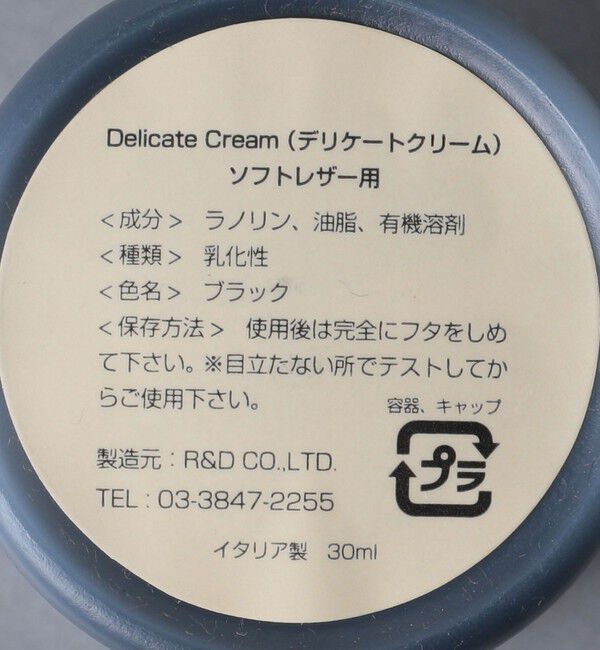 Delicate Cream（デリケートクリーム）
ソフトレザー用
＜成分＞ ラノリン、油脂、有機溶剤
＜種類＞ 乳化性
＜色名＞ ブラック
＜保存方法＞ 使用後は完全にフタをしめ
て下さい。※目立たない所でテストしてか
らご使用下さい。
容器、キャップ
プラ
製造元：R&D CO.,LTD.
TEL：03-3847-2255
イタリア製 30ml